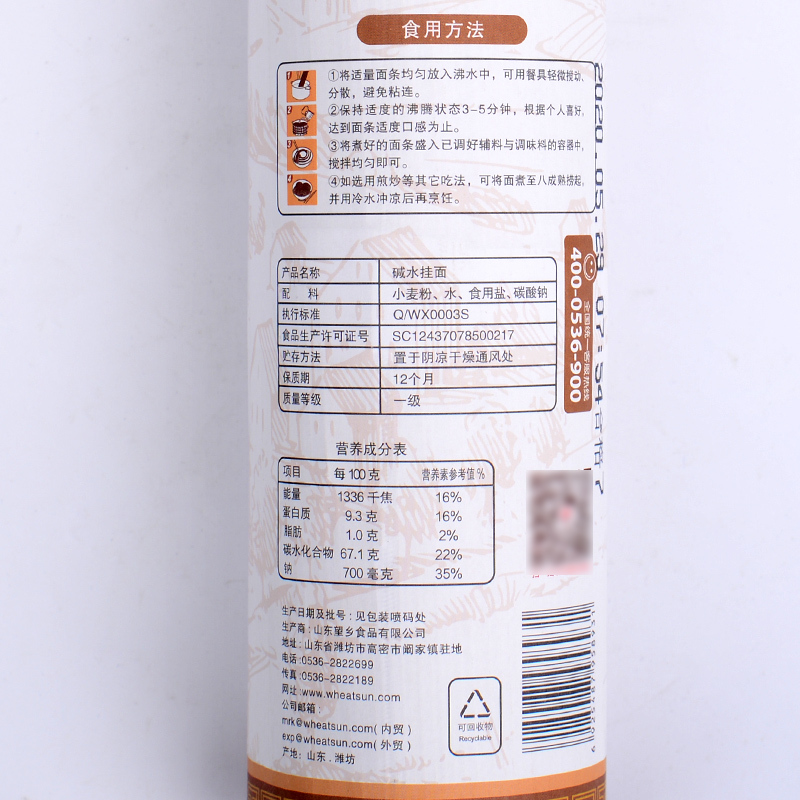 食用方法
①将适量面条均匀放入沸水中，可用餐具轻微搅动、
分散，避免粘连。
②保持适度的沸腾状态3-5分钟，根据个人喜好，
达到面条适度口感为止。
③将煮好的面条盛入已调好辅料与调味料的容器中，
搅拌均匀即可。
④如选用煎炒等其它吃法，可将面煮至八成熟捞起，
并用冷水冲凉后再烹饪。
产品名称 碱水挂面
配 料 小麦粉、水、食用盐、碳酸钠
执行标准 Q/WX0003S
食品生产许可证号 SC12437078500217
贮存方法 置于阴凉干燥通风处
保质期 12个月
质量等级 一级
全国统一客服热线
400-0536-900
2020.05.29 07:54合格7
营养成分表
项目 每100克 营养素参考值%
能量 1336 千焦 16%
蛋白质 9.3 克 16%
脂肪 1.0 克 2%
碳水化合物 67.1 克 22%
钠 700 毫克 35%
生产日期及批号：见包装喷码处
生产商：山东望乡食品有限公司
地址：山东省潍坊市高密市阚家镇驻地
电话:0536-2822699
传真:0536-2822189
网址:www.wheatsun.com
公司邮箱：
mrk@wheatsun.com(内贸)
exp@wheatsun.com(外贸)
产地：山东.潍坊
可回收物
Recyclable